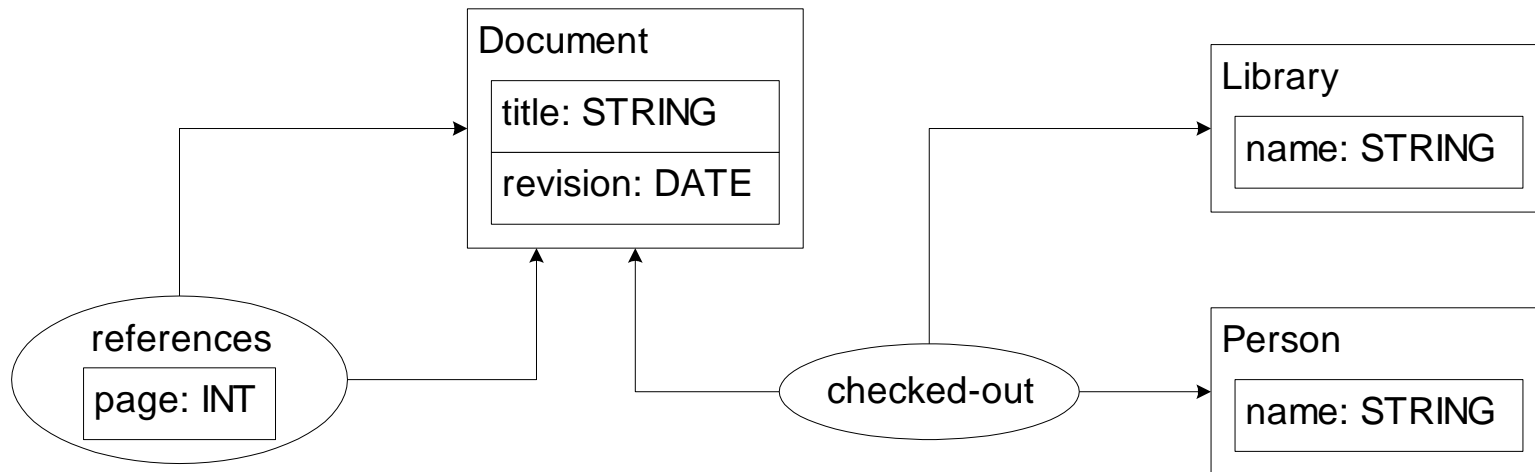 Document
title: STRING
revision: DATE
Library
name: STRING
references
page: INT
checked-out
Person
name: STRING